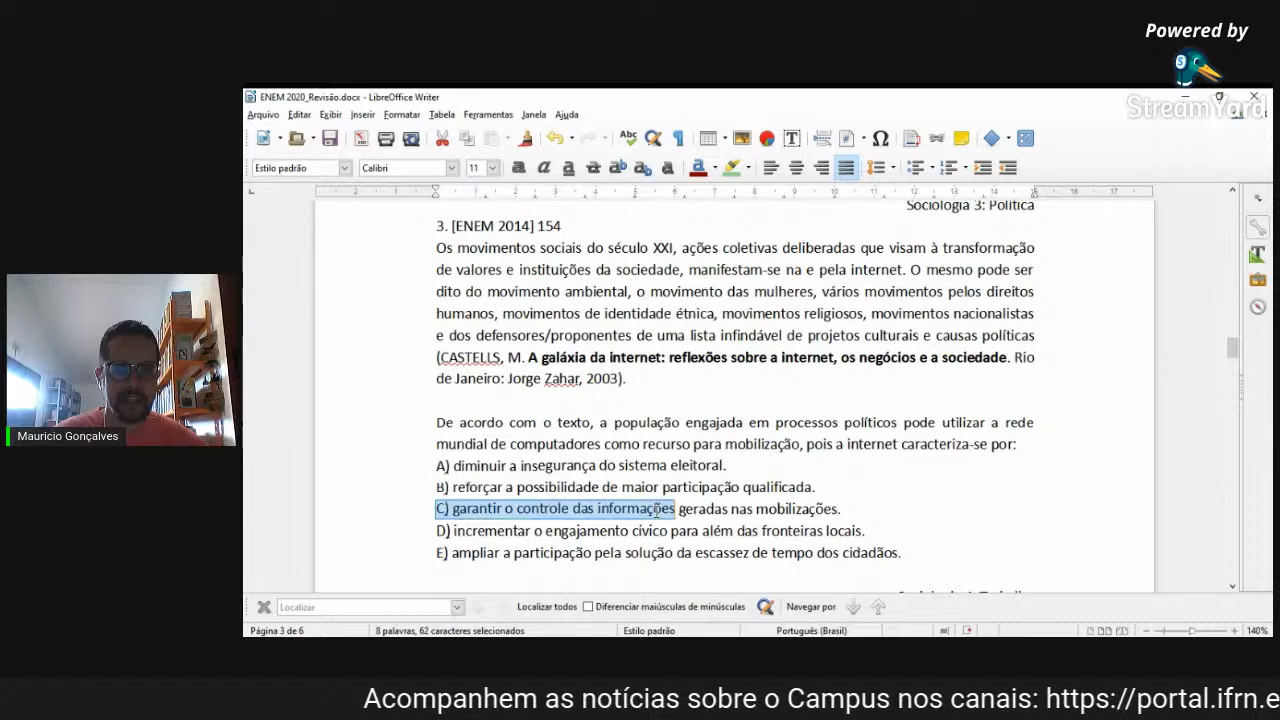 Powered by
StreamYard
ENEM 2020_Revisão.docx - LibreOffice Writer
Arquivo Editar Exibir Inserir Formatar Tabela Ferramentas Janela Ajuda
Estilo padrão Calibri 11
Sociologia 3: Política
3. [ENEM 2014] 154
Os movimentos sociais do século XXI, ações coletivas deliberadas que visam à transformação
de valores e instituições da sociedade, manifestam-se na e pela internet. O mesmo pode ser
dito do movimento ambiental, o movimento das mulheres, vários movimentos pelos direitos
humanos, movimentos de identidade étnica, movimentos religiosos, movimentos nacionalistas
e dos defensores/proponentes de uma lista infindável de projetos culturais e causas políticas
(CASTELLS, M. A galáxia da internet: reflexões sobre a internet, os negócios e a sociedade. Rio
de Janeiro: Jorge Zahar, 2003).
De acordo com o texto, a população engajada em processos políticos pode utilizar a rede
mundial de computadores como recurso para mobilização, pois a internet caracteriza-se por:
A) diminuir a insegurança do sistema eleitoral.
B) reforçar a possibilidade de maior participação qualificada.
C) garantir o controle das informações geradas nas mobilizações.
D) incrementar o engajamento cívico para além das fronteiras locais.
E) ampliar a participação pela solução da escassez de tempo dos cidadãos.
Mauricio Gonçalves
Localizar Localizar todos Diferenciar maiúsculas de minúsculas Navegar por
Página 3 de 6 8 palavras, 62 caracteres selecionados Estilo padrão Português (Brasil) 140%
Acompanhem as notícias sobre o Campus nos canais: https://portal.ifrn.e